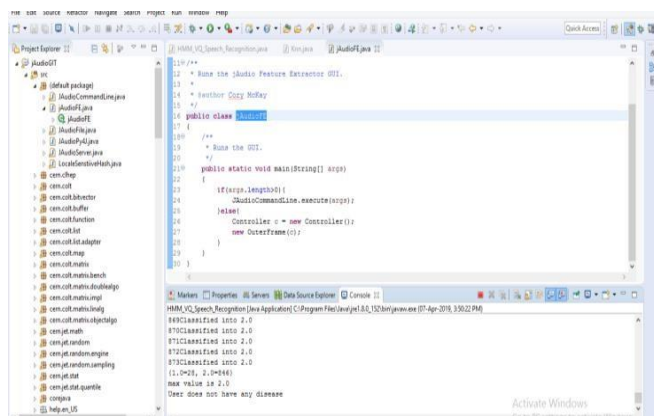 File Edit Source Refactor Navigate Search Project Run Window Help
Quick Access
Project Explorer
HMM_VQ_Speech_Recognition.java
Knn.java
jAudioFE.java
jAudioGIT
src
(default package)
JAudioCommandLine.java
jAudioFE.java
jAudioFE
JAudioFile.java
JAudioPy4J.java
JAudioServer.java
LocaleSenstiveHash.java
cern.clhep
cern.colt
cern.colt.bitvector
cern.colt.buffer
cern.colt.function
cern.colt.list
cern.colt.list.adapter
cern.colt.map
cern.colt.matrix
cern.colt.matrix.bench
cern.colt.matrix.doublealgo
cern.colt.matrix.impl
cern.colt.matrix.linalg
cern.colt.matrix.objectalgo
cern.jet.math
cern.jet.random
cern.jet.random.engine
cern.jet.random.sampling
cern.jet.stat
cern.jet.stat.quantile
corejava
help.en_US
11 /**
12 * Runs the jAudio Feature Extractor GUI.
13 *
14 * @author Cory McKay
15 */
16 public class jAudioFE
17 {
18 /**
19 * Runs the GUI.
20 */
21 public static void main(String[] args)
22 {
23 if(args.length>0){
24 JAudioCommandLine.execute(args);
25 }else{
26 Controller c = new Controller();
27 new OuterFrame(c);
28 }
29 }
30 }
Markers Properties Servers Data Source Explorer Console
HMM_VQ_Speech_Recognition [Java Application] C:\Program Files\Java\jre1.8.0_152\bin\javaw.exe (07-Apr-2019, 3:50:22 PM)
869Classified into 2.0
870Classified into 2.0
871Classified into 2.0
872Classified into 2.0
873Classified into 2.0
{1.0=28, 2.0=846}
max value is 2.0
User does not have any disease
Activate Windows